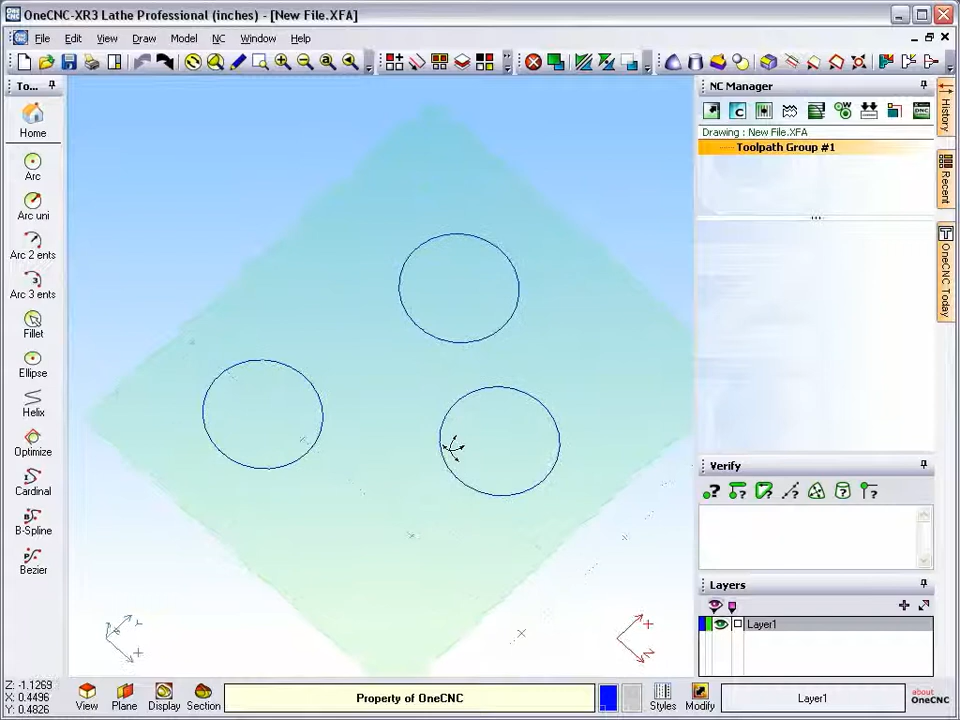 OneCNC-XR3 Lathe Professional (inches) - [New File.XFA]
File Edit View Draw Model NC Window Help
To...
Home
Arc
Arc uni
Arc 2 ents
3
Arc 3 ents
Fillet
Ellipse
Helix
Optimize
Cardinal
B-Spline
Bezier
NC Manager
Drawing : New File.XFA
Toolpath Group #1
History
Recent
OneCNC Today
Verify
Layers
Layer1
Z: -1.1269
X: 0.4496
Y: 0.4826
View
Plane
Display
Section
Property of OneCNC
Styles
Modify
Layer1
about
OneCNC